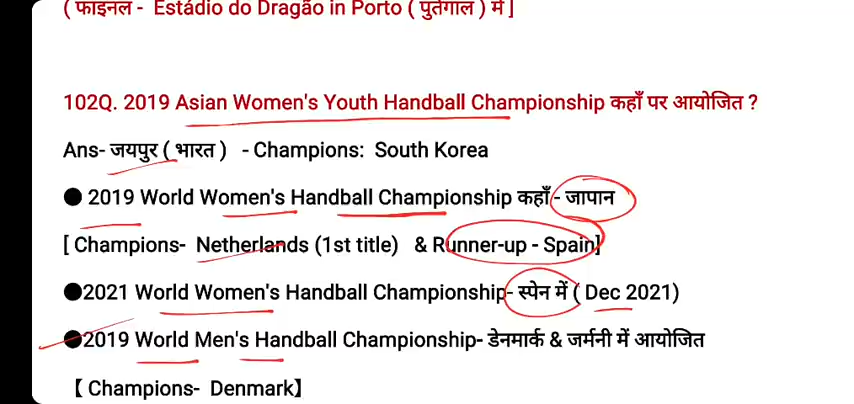 ( फाइनल - Estádio do Dragão in Porto ( पुर्तगाल ) में ]
102Q. 2019 Asian Women's Youth Handball Championship कहाँ पर आयोजित ?
Ans- जयपुर ( भारत ) - Champions: South Korea
● 2019 World Women's Handball Championship कहाँ - जापान
[ Champions- Netherlands (1st title) & Runner-up - Spain]
●2021 World Women's Handball Championship- स्पेन में ( Dec 2021)
●2019 World Men's Handball Championship- डेनमार्क & जर्मनी में आयोजित
【 Champions- Denmark】